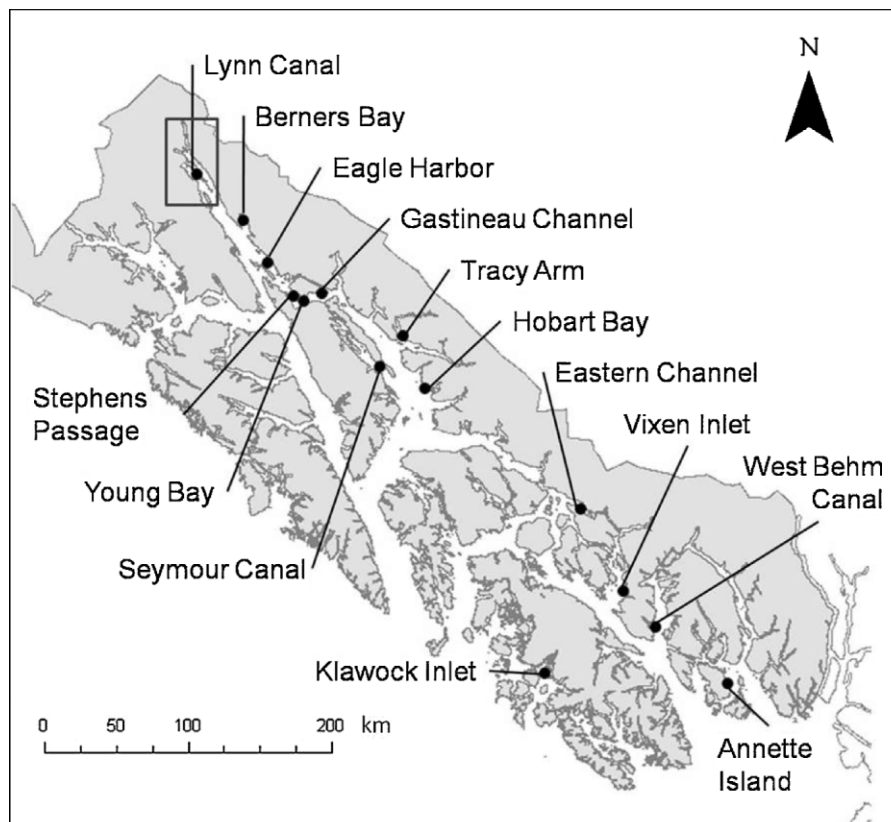 N
Lynn Canal
Berners Bay
Eagle Harbor
Gastineau Channel
Tracy Arm
Hobart Bay
Eastern Channel
Vixen Inlet
West Behm
Canal
Stephens
Passage
Young Bay
Seymour Canal
Klawock Inlet
Annette
Island
0 50 100 200 km